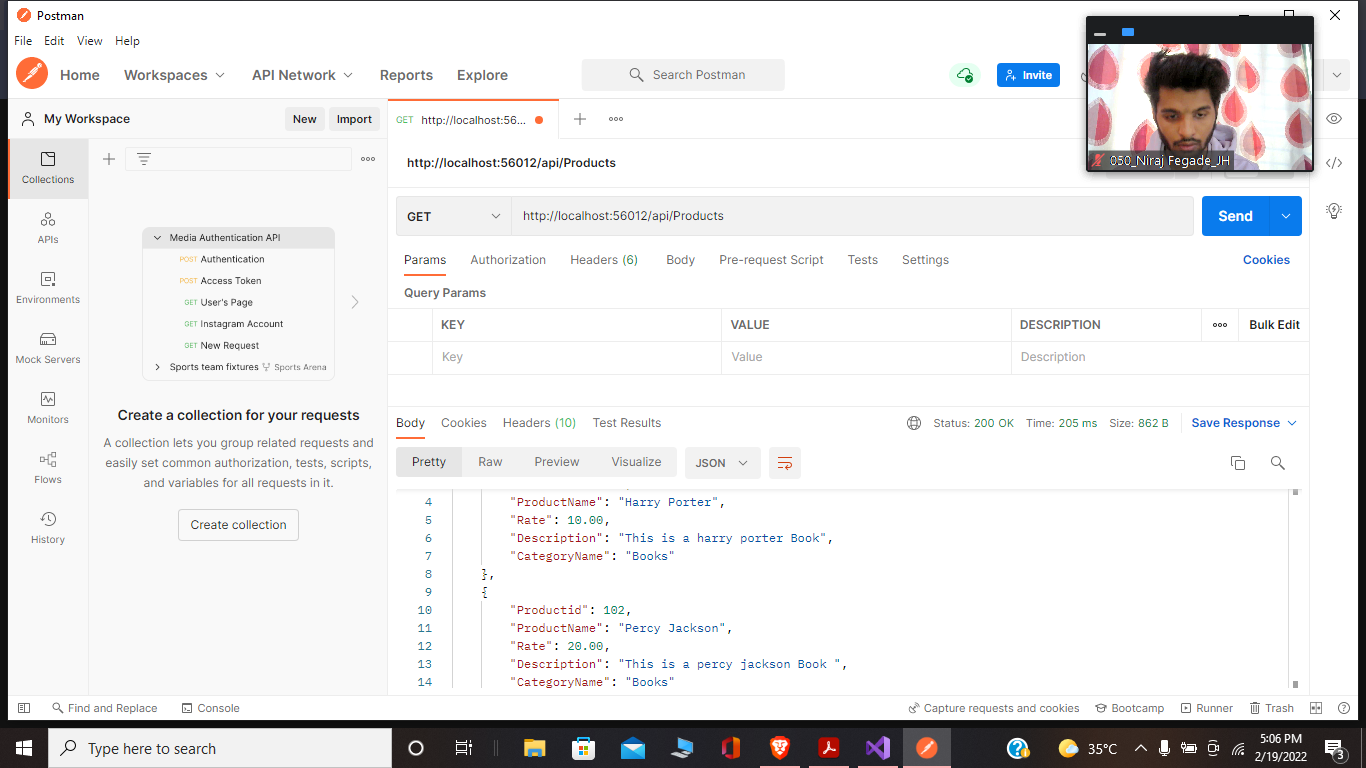 Postman
File Edit View Help
Home Workspaces API Network Reports Explore Search Postman Invite
My Workspace New Import
GET http://localhost:56...
050_Niraj Fegade_JH
http://localhost:56012/api/Products
GET http://localhost:56012/api/Products Send
Params Authorization Headers (6) Body Pre-request Script Tests Settings Cookies
Query Params
KEY VALUE DESCRIPTION Bulk Edit
Key Value Description
Collections
APIs
Environments
Mock Servers
Monitors
Flows
History
Media Authentication API
POST Authentication
POST Access Token
GET User's Page
GET Instagram Account
GET New Request
Sports team fixtures Sports Arena
Create a collection for your requests
A collection lets you group related requests and
easily set common authorization, tests, scripts,
and variables for all requests in it.
Create collection
Body Cookies Headers (10) Test Results Status: 200 OK Time: 205 ms Size: 862 B Save Response
Pretty Raw Preview Visualize JSON
4 "ProductName": "Harry Porter",
5 "Rate": 10.00,
6 "Description": "This is a harry porter Book",
7 "CategoryName": "Books"
8 },
9 {
10 "Productid": 102,
11 "ProductName": "Percy Jackson",
12 "Rate": 20.00,
13 "Description": "This is a percy jackson Book ",
14 "CategoryName": "Books"
Find and Replace Console Capture requests and cookies Bootcamp Runner Trash
Type here to search 35°C 5:06 PM
2/19/2022 3